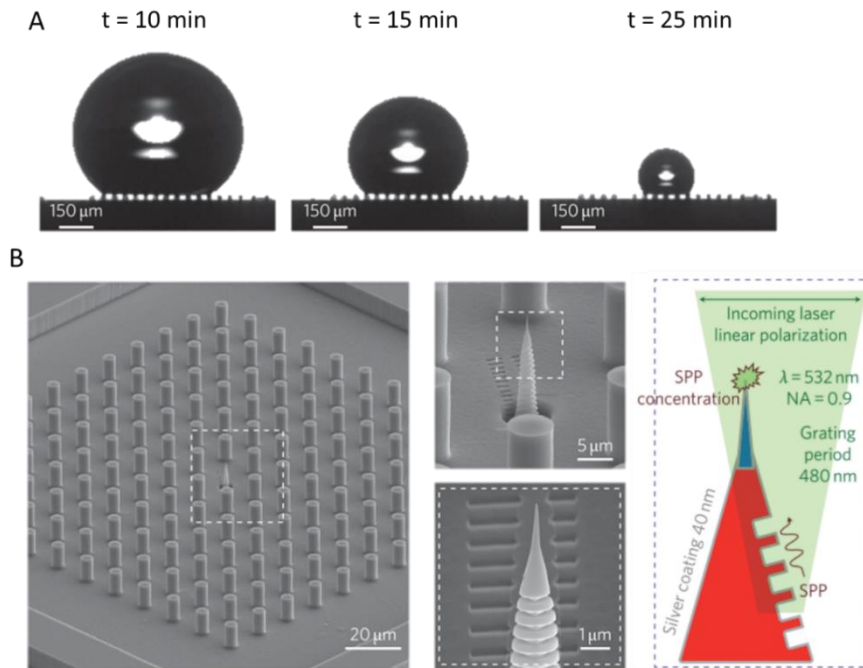 A
t = 10 min
t = 15 min
t = 25 min
150 µm
150 µm
150 µm
B
20 µm
5 µm
1 µm
Incoming laser
linear polarization
SPP
concentration
λ = 532 nm
NA = 0.9
Grating
period
480 nm
Silver coating 40 nm
SPP